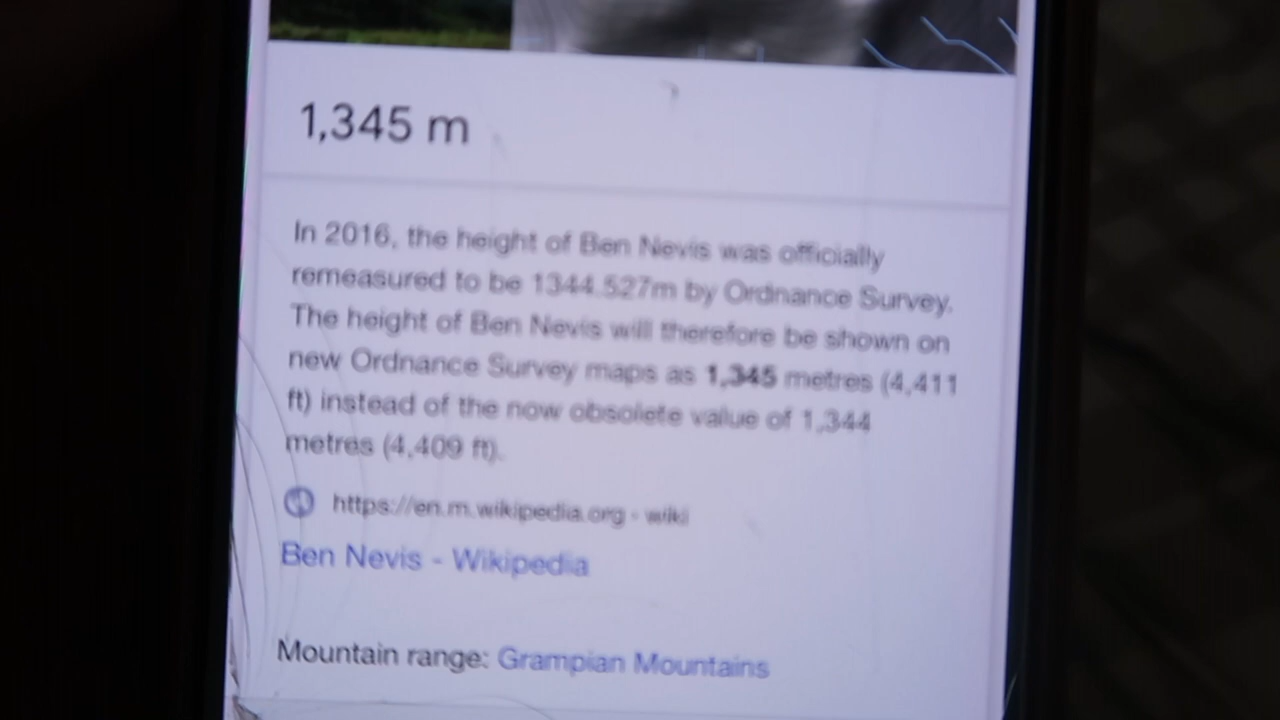 1,345 m
In 2016, the height of Ben Nevis was officially
remeasured to be 1344.527m by Ordnance Survey.
The height of Ben Nevis will therefore be shown on
new Ordnance Survey maps as 1,345 metres (4,411
ft) instead of the now obsolete value of 1,344
metres (4,409 ft).
https://en.m.wikipedia.org › wiki
Ben Nevis - Wikipedia
Mountain range: Grampian Mountains